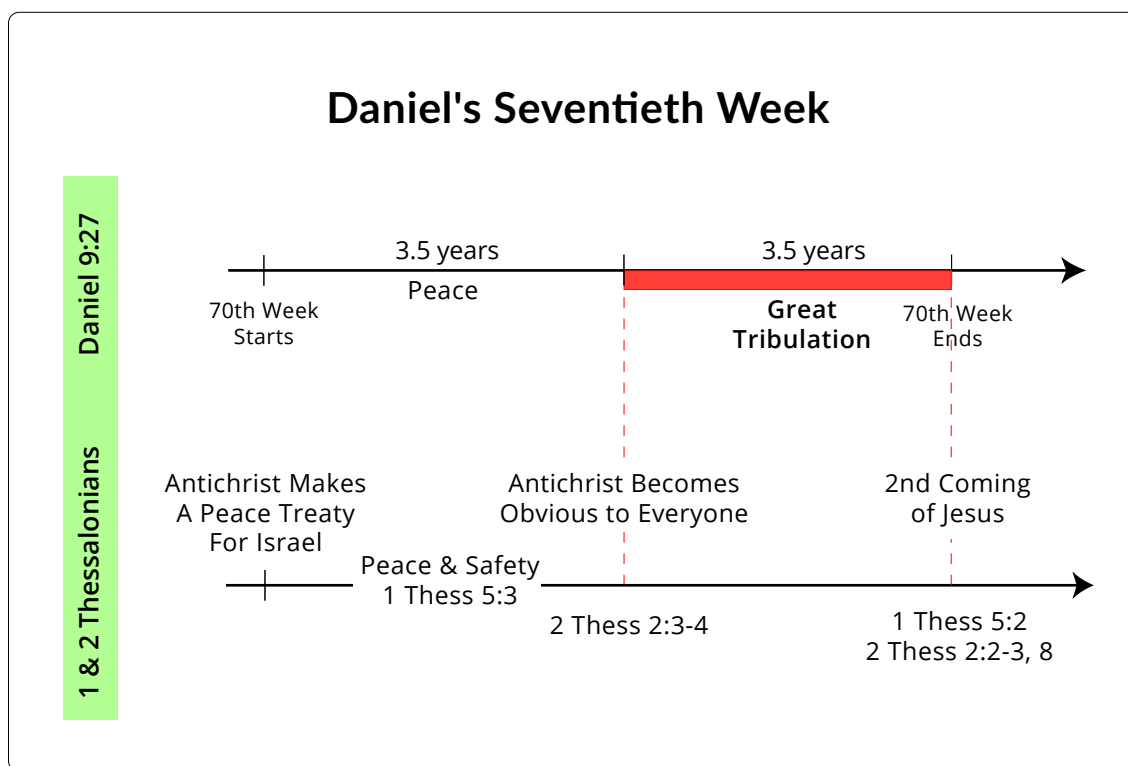 Daniel's Seventieth Week
Daniel 9:27
3.5 years
3.5 years
Peace
70th Week
Starts
Great
Tribulation
70th Week
Ends
1 & 2 Thessalonians
Antichrist Makes
A Peace Treaty
For Israel
Antichrist Becomes
Obvious to Everyone
2nd Coming
of Jesus
Peace & Safety
1 Thess 5:3
2 Thess 2:3-4
1 Thess 5:2
2 Thess 2:2-3, 8